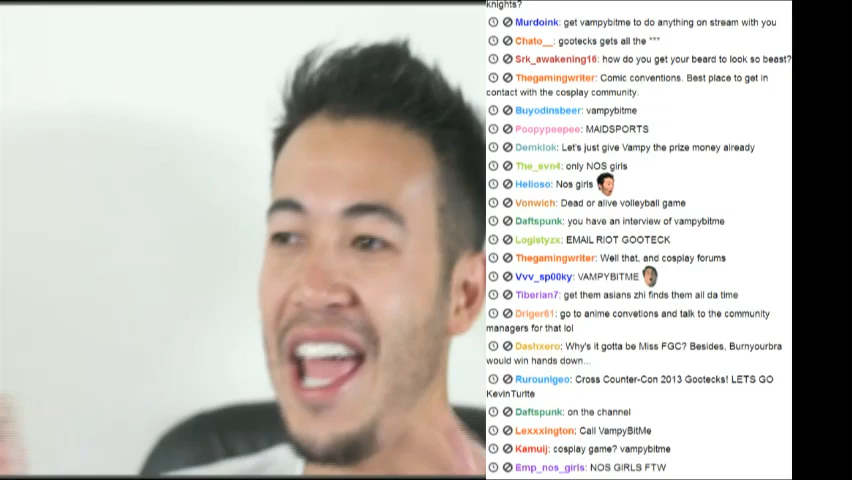 knights?
Murdoink: get vampybitme to do anything on stream with you
Chato__: gootecks gets all the ***
Srk_awakening16: how do you get your beard to look so beast?
Thegamingwriter: Comic conventions. Best place to get in
contact with the cosplay community.
Buyodinsbeer: vampybitme
Poopypeepee: MAIDSPORTS
Demklok: Let's just give Vampy the prize money already
The_svn4: only NOS girls
Helioso: Nos girls
Vonwich: Dead or alive volleyball game
Daftspunk: you have an interview of vampybitme
Logistyzx: EMAIL RIOT GOOTECK
Thegamingwriter: Well that, and cosplay forums
Vvv_sp00ky: VAMPYBITME
Tiberian7: get them asians zhi finds them all da time
Driger61: go to anime convetions and talk to the community
managers for that lol
Dashxero: Why's it gotta be Miss FGC? Besides, Burnyourbra
would win hands down...
Rurounigeo: Cross Counter-Con 2013 Gootecks! LETS GO
KevinTurtle
Daftspunk: on the channel
Lexxxington: Call VampyBitMe
Kamuij: cosplay game? vampybitme
Emp_nos_girls: NOS GIRLS FTW